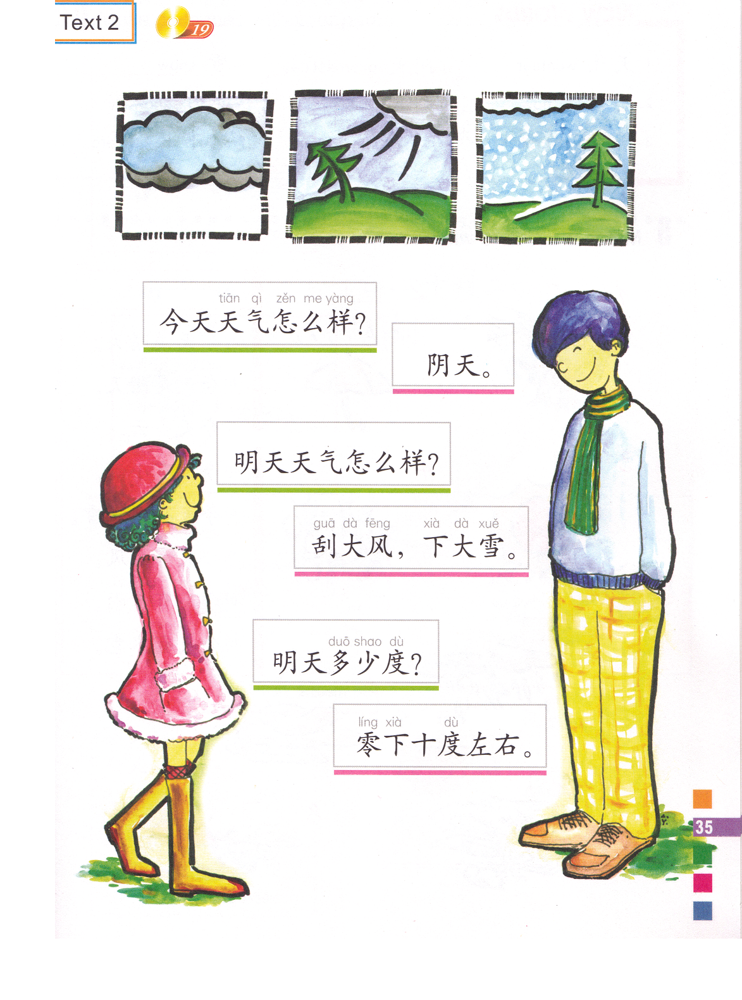 Text 2
19
tiān qì zěn me yàng
今天天气怎么样?
阴天。
明天天气怎么样?
guā dà fēng xià dà xuě
刮大风，下大雪。
duō shao dù
明天多少度?
líng xià dù
零下十度左右。
35